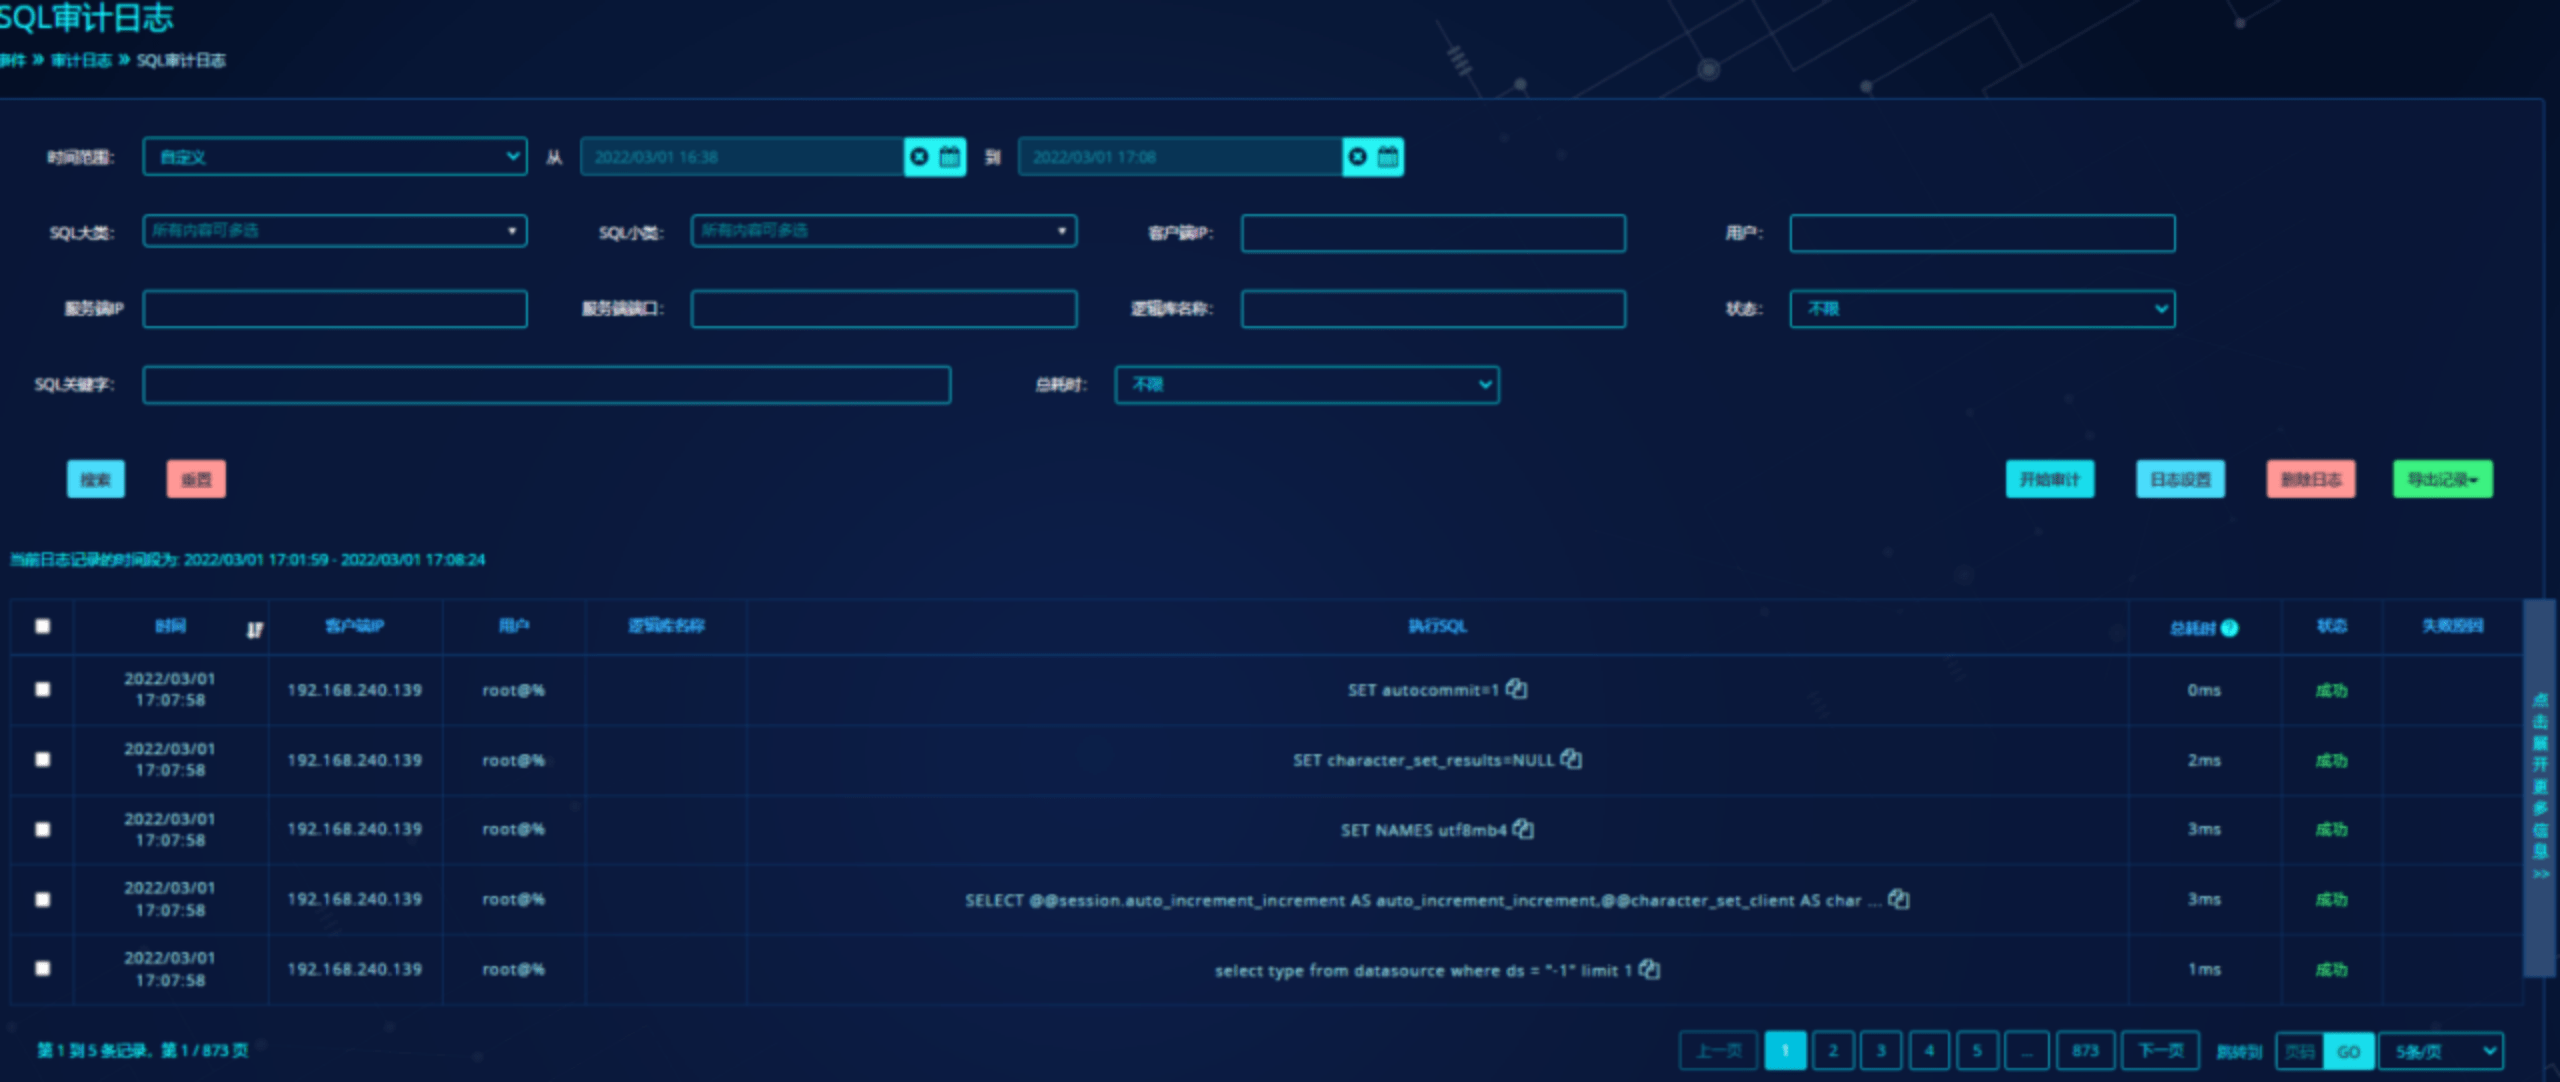 SQL审计日志
事件 » 审计日志 » SQL审计日志
时间范围: 自定义 从 2022/03/01 16:38 到 2022/03/01 17:08
SQL大类: 所有内容可多选 SQL小类: 所有内容可多选 客户端IP: 用户:
服务端IP 服务端端口: 逻辑库名称: 状态: 不限
SQL关键字: 总耗时: 不限
搜索 重置 开始审计 日志设置 删除日志 导出记录
当前日志记录的时间段为: 2022/03/01 17:01:59 - 2022/03/01 17:08:24
时间 客户端IP 用户 逻辑库名称 执行SQL 总耗时 ? 状态 失败原因
2022/03/01 17:07:58 192.168.240.139 root@% SET autocommit=1 0ms 成功
2022/03/01 17:07:58 192.168.240.139 root@% SET character_set_results=NULL 2ms 成功
2022/03/01 17:07:58 192.168.240.139 root@% SET NAMES utf8mb4 3ms 成功
2022/03/01 17:07:58 192.168.240.139 root@% SELECT @@session.auto_increment_increment AS auto_increment_increment,@@character_set_client AS char ... 3ms 成功
2022/03/01 17:07:58 192.168.240.139 root@% select type from datasource where ds = "-1" limit 1 1ms 成功
点击展开更多信息 >>
第 1 到 5 条记录，第 1 / 873 页 上一页 1 2 3 4 5 ... 873 下一页 跳转到 页码 GO 5条/页